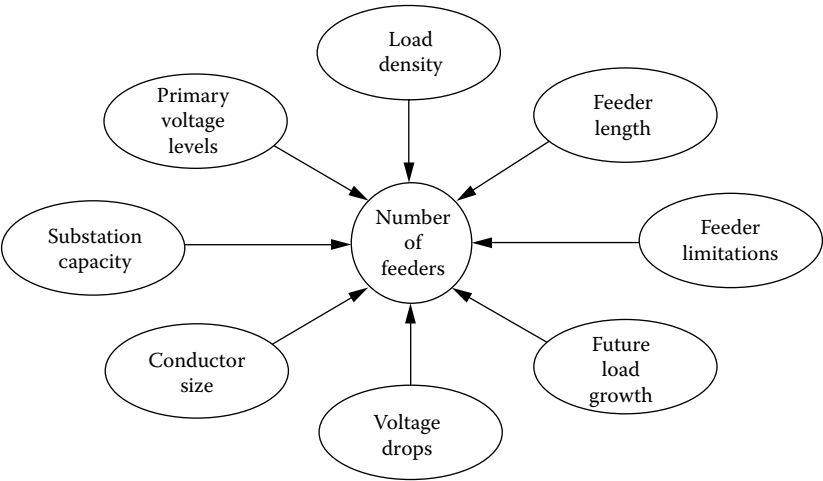 Load
density
Primary
voltage
levels
Feeder
length
Number
of
feeders
Substation
capacity
Feeder
limitations
Conductor
size
Future
load
growth
Voltage
drops